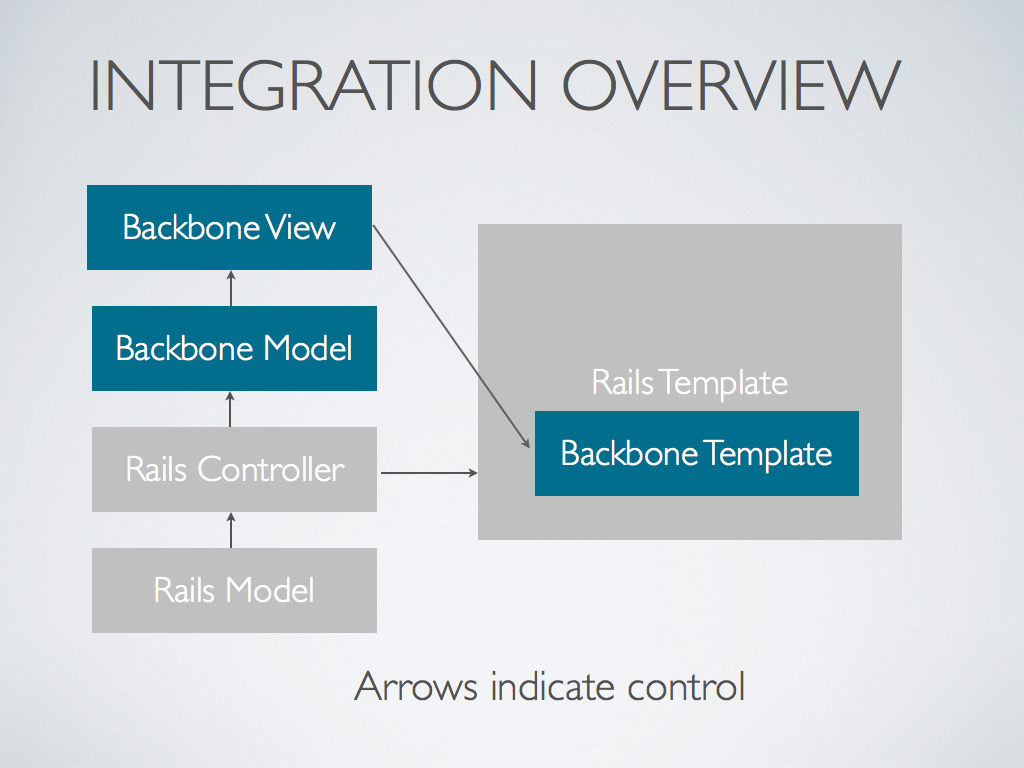 INTEGRATION OVERVIEW
Backbone View
Backbone Model
Rails Controller
Rails Model
Rails Template
Backbone Template
Arrows indicate control